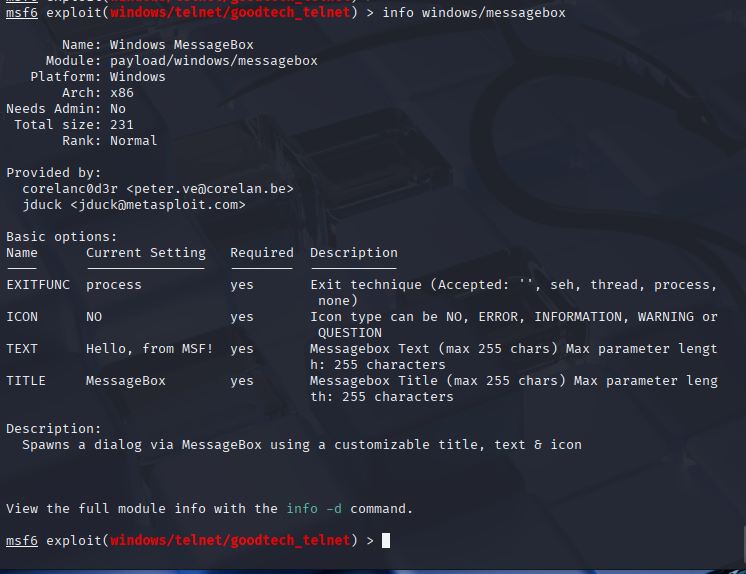 msf6 exploit(windows/telnet/goodtech_telnet) >
msf6 exploit(windows/telnet/goodtech_telnet) > info windows/messagebox
Name: Windows MessageBox
Module: payload/windows/messagebox
Platform: Windows
Arch: x86
Needs Admin: No
Total size: 231
Rank: Normal
Provided by:
corelanc0d3r <peter.ve@corelan.be>
jduck <jduck@metasploit.com>
Basic options:
Name Current Setting Required Description
---- --------------- -------- -----------
EXITFUNC process yes Exit technique (Accepted: '', seh, thread, process,
none)
ICON NO yes Icon type can be NO, ERROR, INFORMATION, WARNING or
QUESTION
TEXT Hello, from MSF! yes Messagebox Text (max 255 chars) Max parameter lengt
h: 255 characters
TITLE MessageBox yes Messagebox Title (max 255 chars) Max parameter leng
th: 255 characters
Description:
Spawns a dialog via MessageBox using a customizable title, text & icon
View the full module info with the info -d command.
msf6 exploit(windows/telnet/goodtech_telnet) >